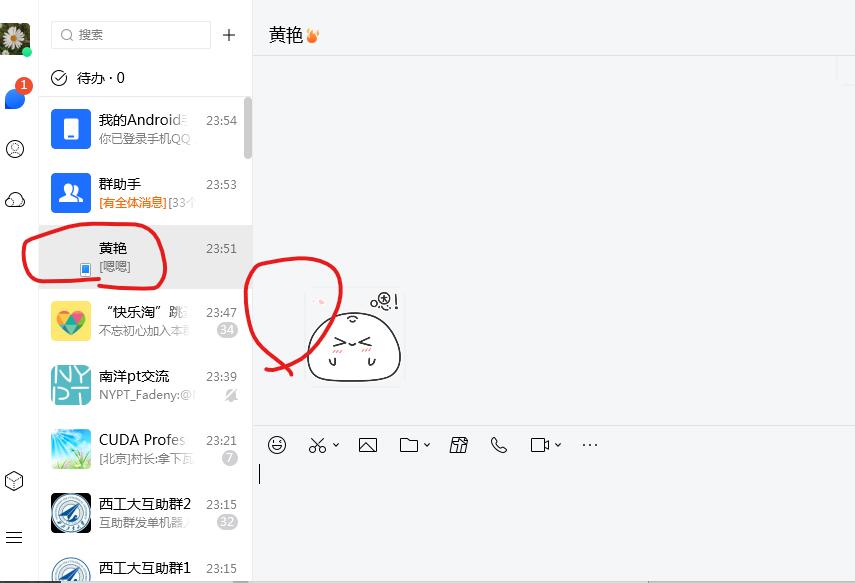 搜索
黄艳
1
待办 · 0
我的Android
23:54
你已登录手机QQ
群助手
23:53
[有全体消息][33
黄艳
23:51
[嗯嗯]
“快乐淘”跳
23:47
不忘初心加入本
34
南洋pt交流
23:39
NYPT_Fadeny:@
CUDA Profes
23:21
[北京]村长:拿下
7
西工大互助群2
23:15
互助群发单机器
32
西工大互助群1
23:15
NY
PT